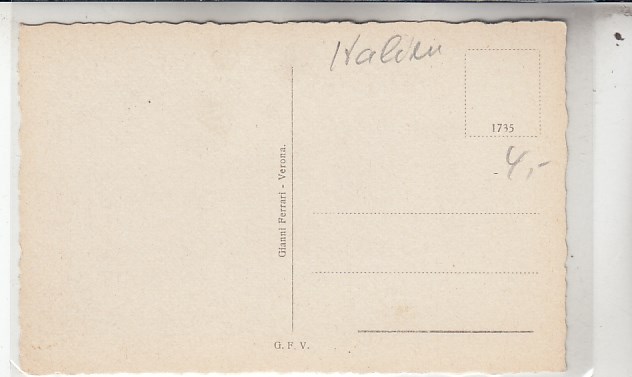 Italien
1735
- 4,-
Gianni Ferrari - Verona.
G. F. V.